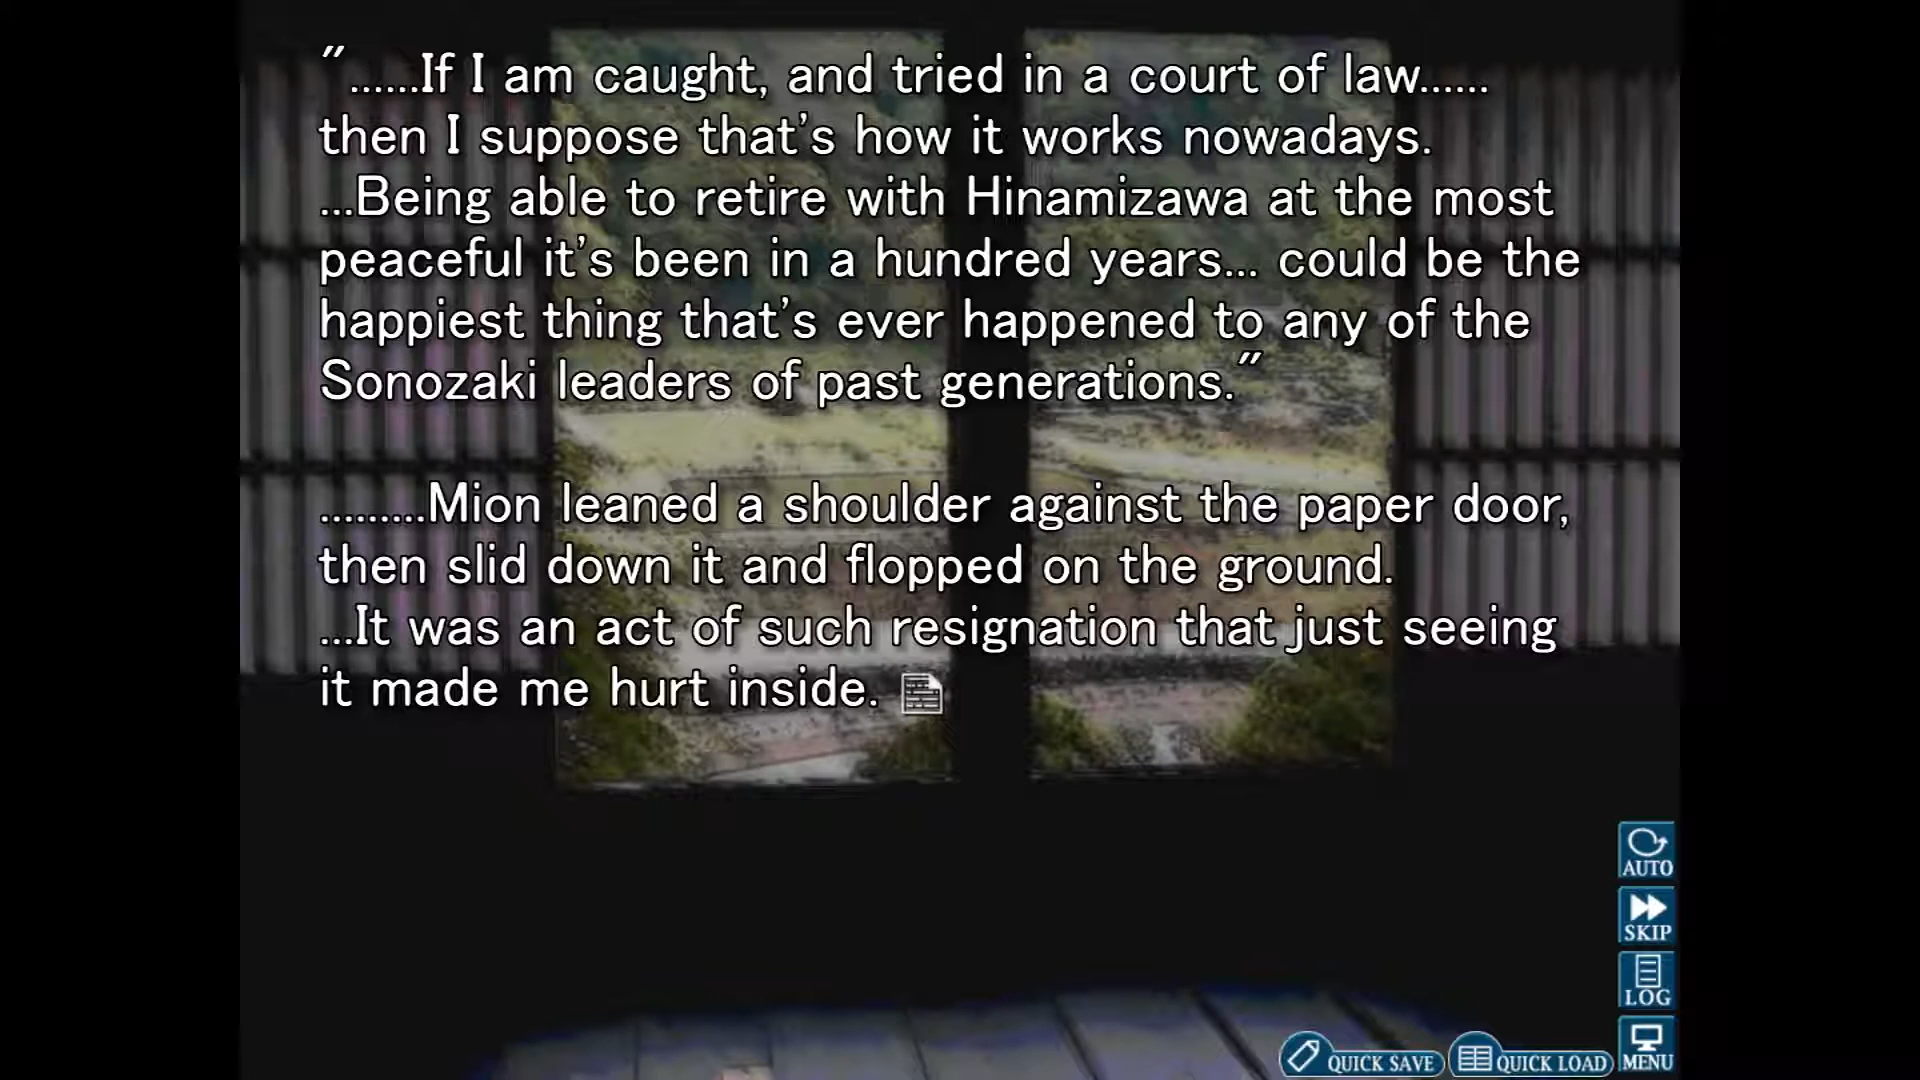 "......If I am caught, and tried in a court of law......
then I suppose that's how it works nowadays.
...Being able to retire with Hinamizawa at the most
peaceful it's been in a hundred years... could be the
happiest thing that's ever happened to any of the
Sonozaki leaders of past generations."
.........Mion leaned a shoulder against the paper door,
then slid down it and flopped on the ground.
...It was an act of such resignation that just seeing
it made me hurt inside.
AUTO
SKIP
LOG
MENU
QUICK SAVE
QUICK LOAD